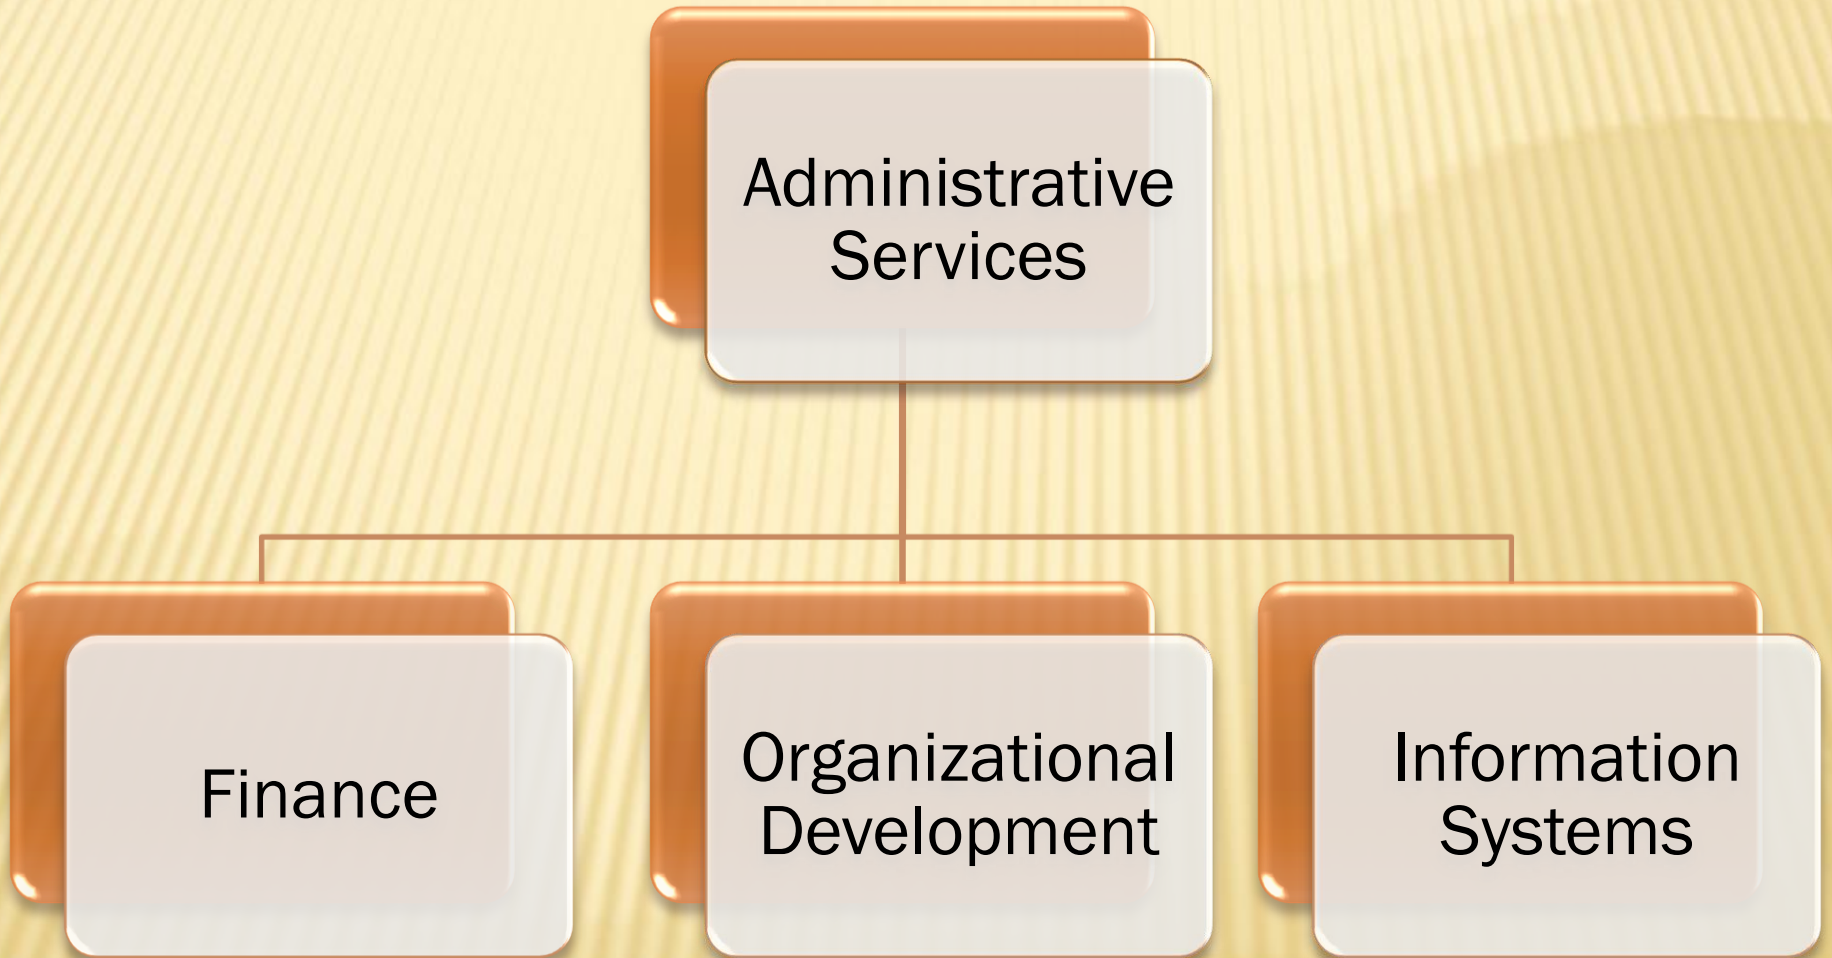 Administrative
Services
Finance
Organizational
Development
Information
Systems